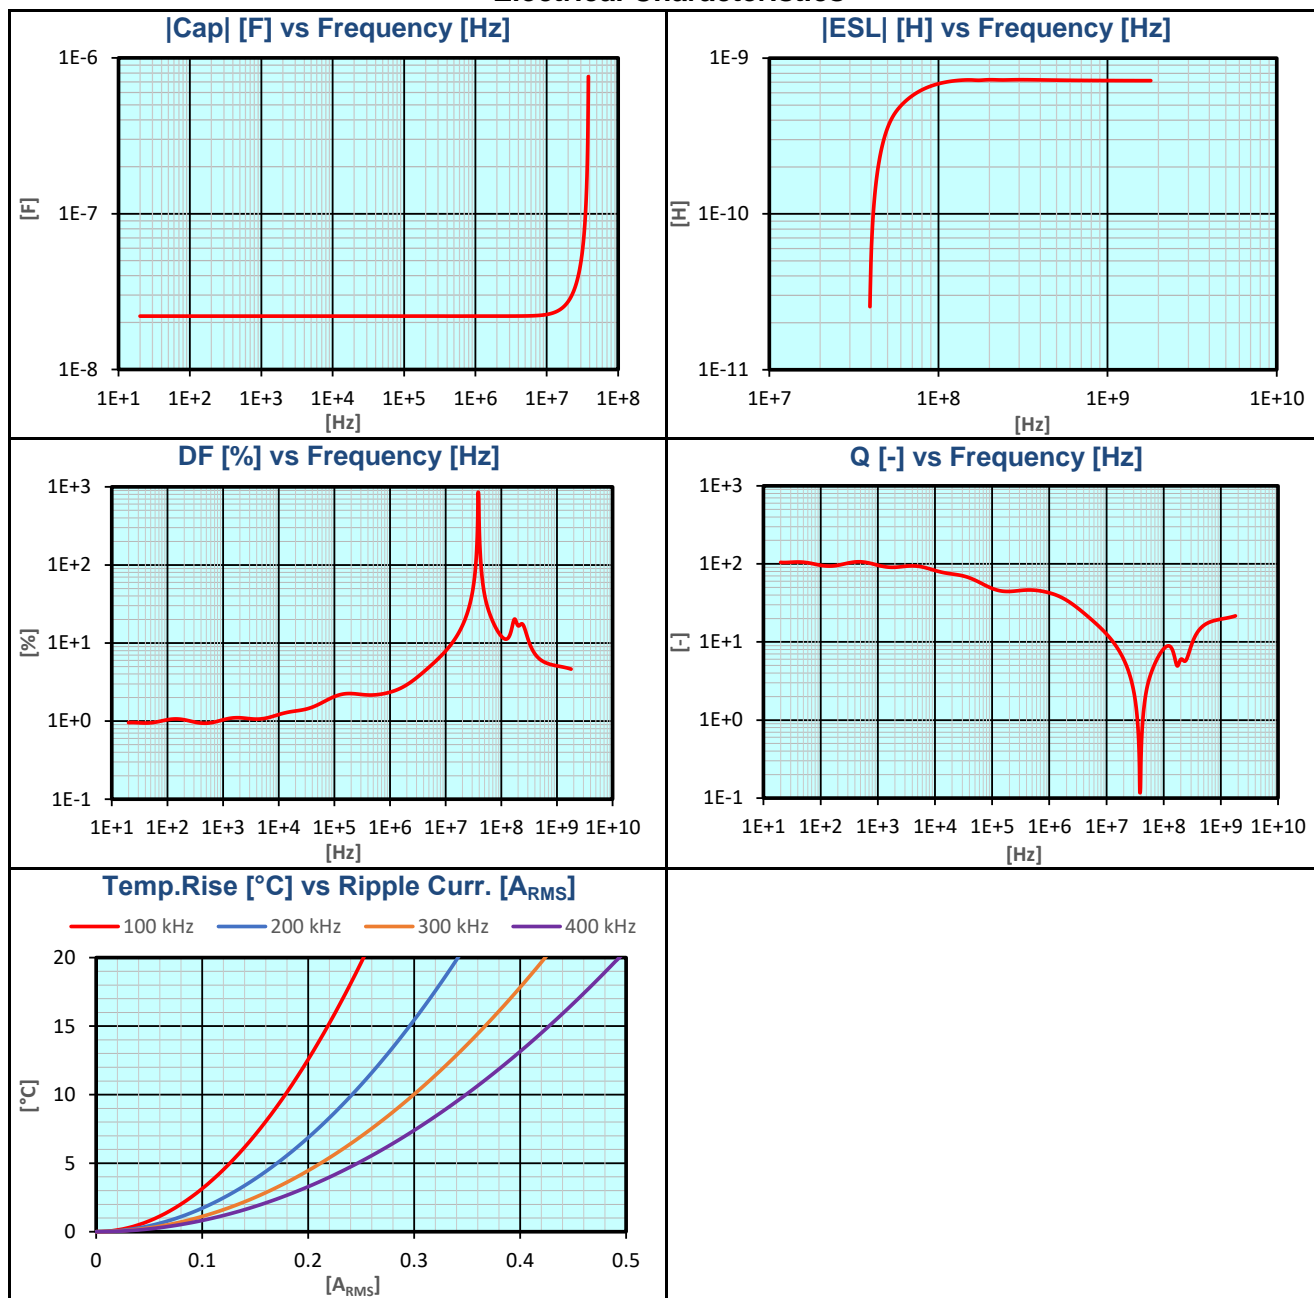 |Cap| [F] vs Frequency [Hz]
1E-6
1E-7
1E-8
[F]
1E+1 1E+2 1E+3 1E+4 1E+5 1E+6 1E+7 1E+8
[Hz]
|ESL| [H] vs Frequency [Hz]
1E-9
1E-10
1E-11
[H]
1E+7 1E+8 1E+9 1E+10
[Hz]
DF [%] vs Frequency [Hz]
1E+3
1E+2
1E+1
1E+0
1E-1
[%]
1E+1 1E+2 1E+3 1E+4 1E+5 1E+6 1E+7 1E+8 1E+9 1E+10
[Hz]
Q [-] vs Frequency [Hz]
1E+3
1E+2
1E+1
1E+0
1E-1
[-]
1E+1 1E+2 1E+3 1E+4 1E+5 1E+6 1E+7 1E+8 1E+9 1E+10
[Hz]
Temp.Rise [°C] vs Ripple Curr. [A_RMS]
100 kHz 200 kHz 300 kHz 400 kHz
20
15
10
5
0
[°C]
0 0.1 0.2 0.3 0.4 0.5
[A_RMS]